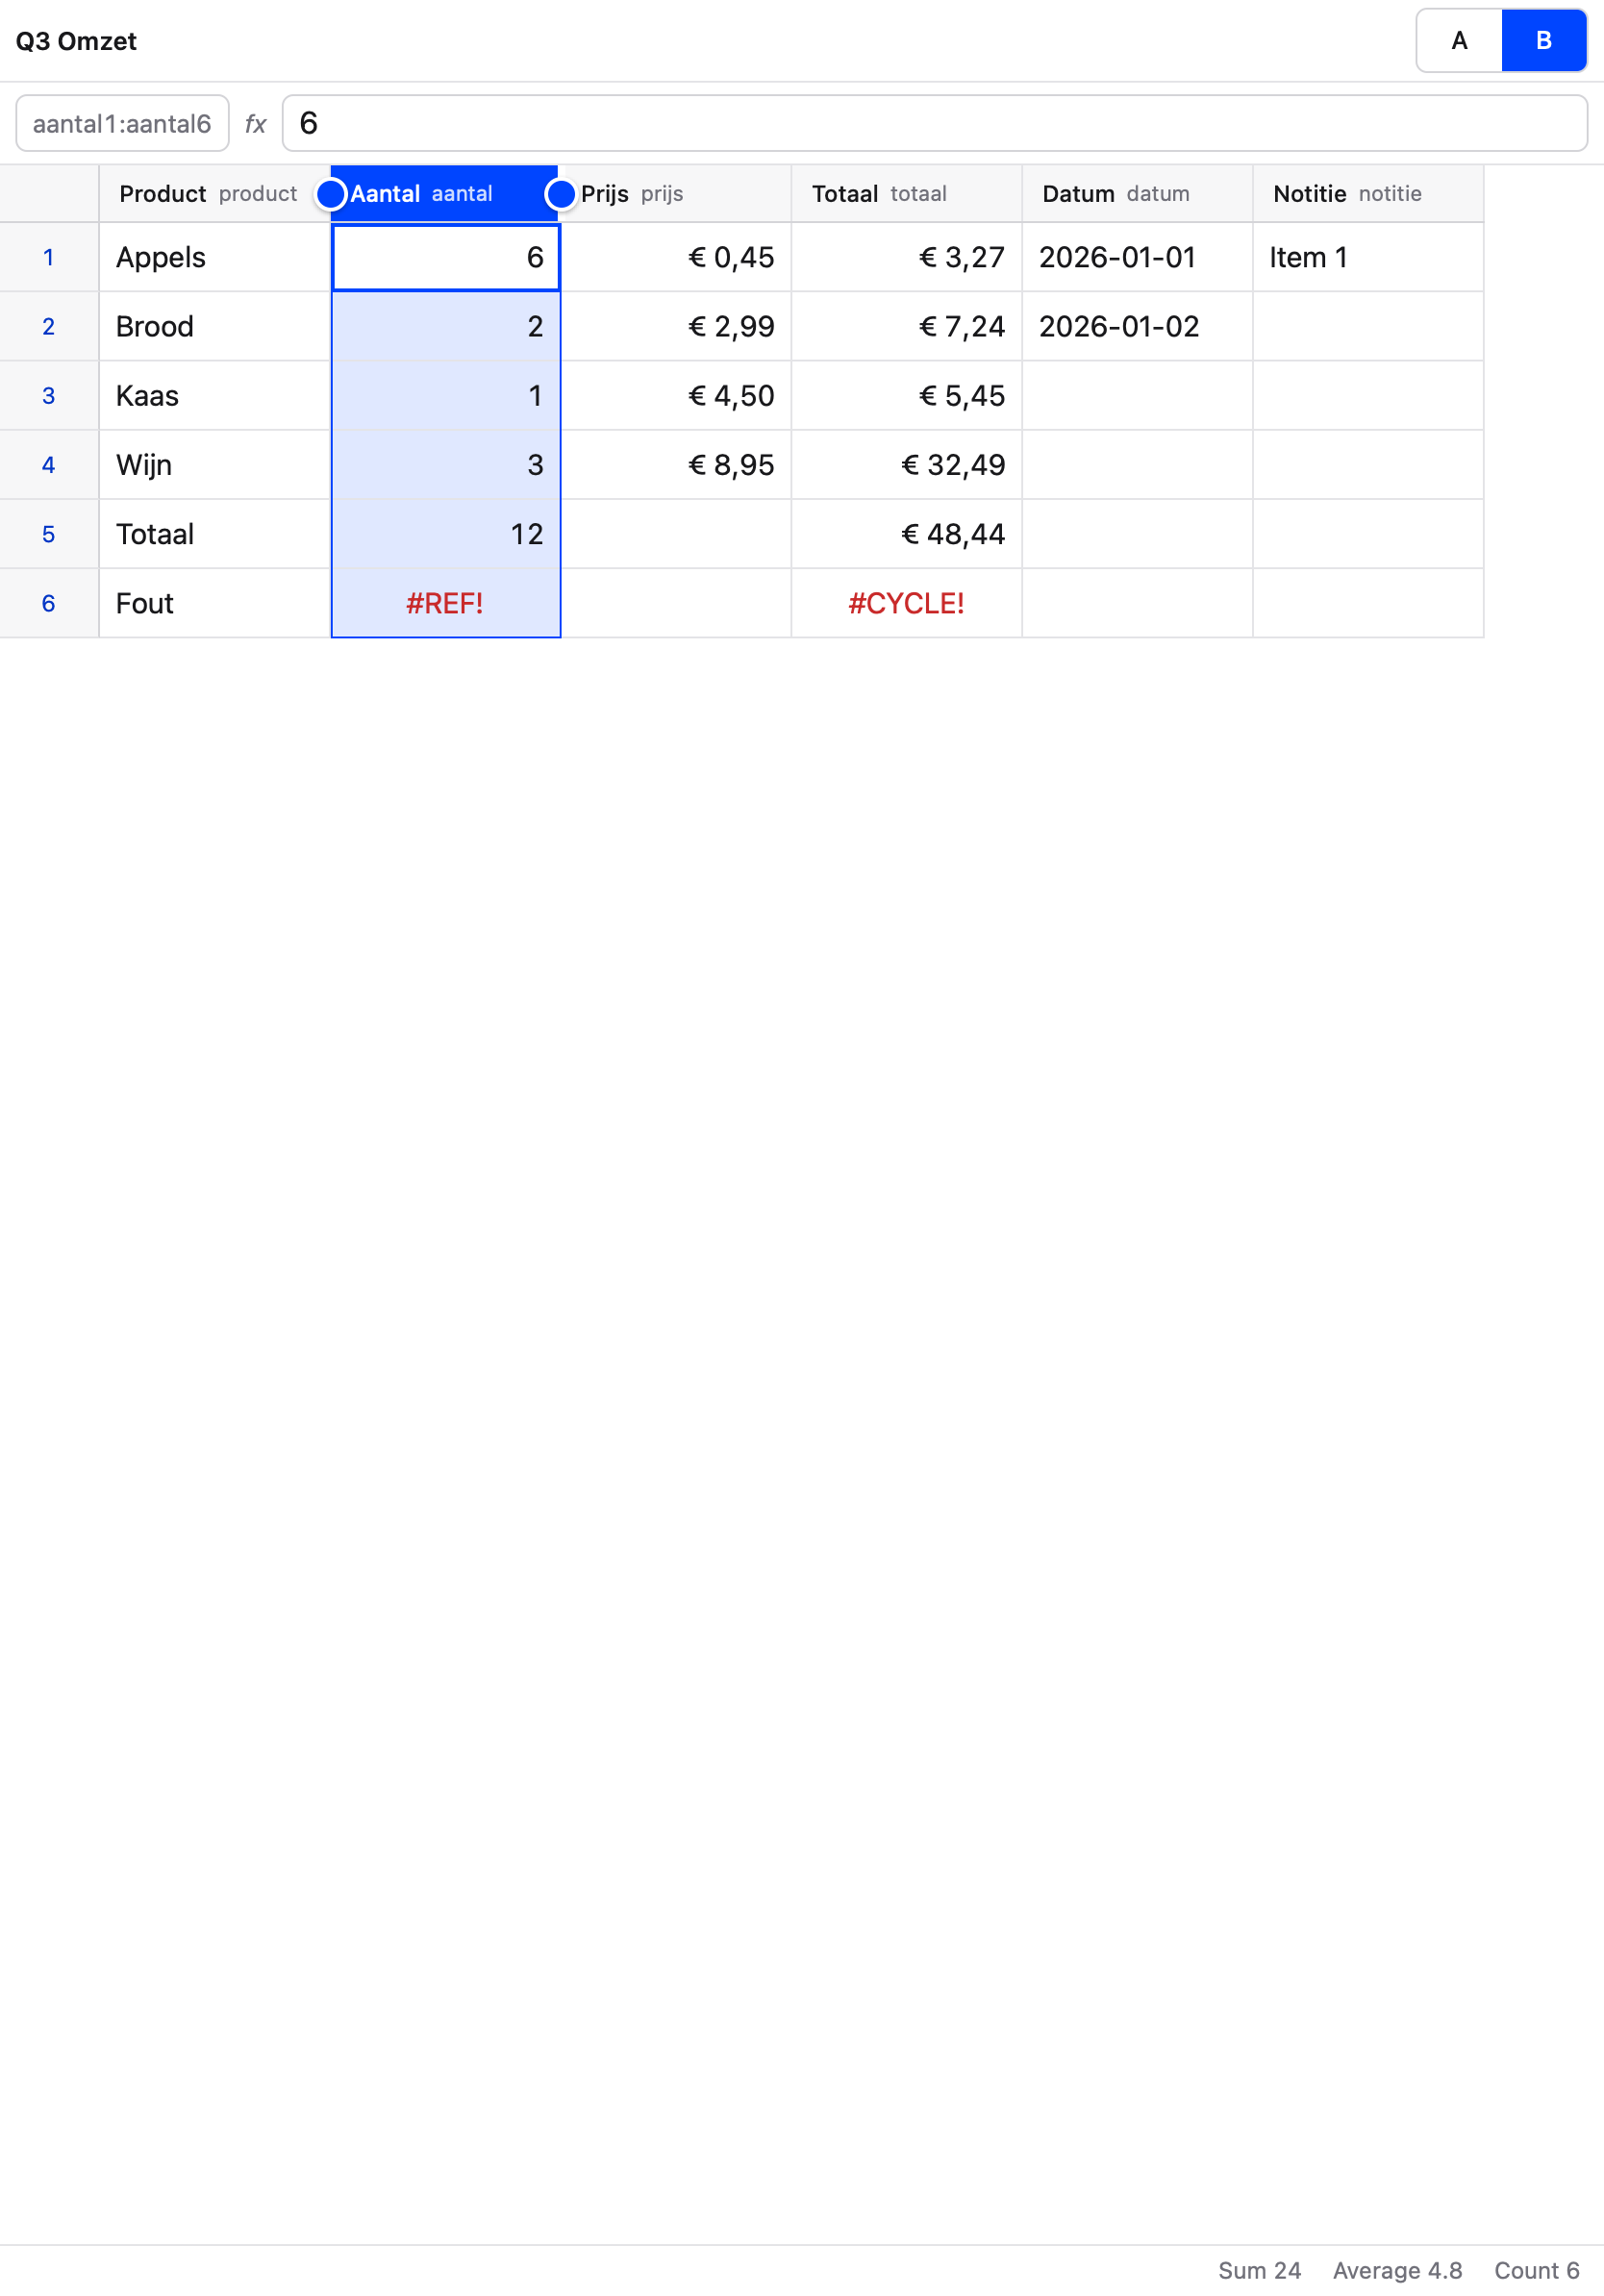 Q3 Omzet A B
aantal1:aantal6 fx 6
Product product Aantal aantal Prijs prijs Totaal totaal Datum datum Notitie notitie
1 Appels 6 € 0,45 € 3,27 2026-01-01 Item 1
2 Brood 2 € 2,99 € 7,24 2026-01-02
3 Kaas 1 € 4,50 € 5,45
4 Wijn 3 € 8,95 € 32,49
5 Totaal 12 € 48,44
6 Fout #REF! #CYCLE!
Sum 24 Average 4.8 Count 6